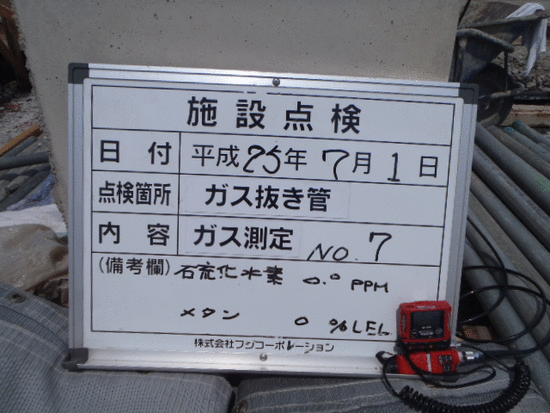 施設点検
日付 平成25年7月1日
点検箇所 ガス抜き管
内容 ガス測定 NO.7
(備考欄) 石硫化水素 0.0 PPM
メタン 0 %LEL
株式会社フジコーポレーション